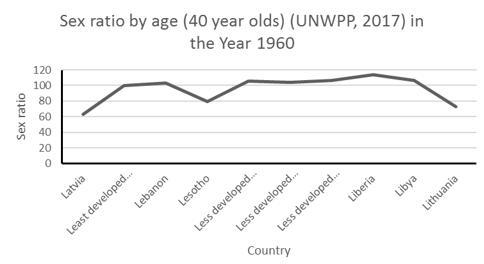 Sex ratio by age (40 year olds) (UNWPP, 2017) in
the Year 1960
120
100
80
60
40
20
0
Sex ratio
Latvia
Least developed...
Lebanon
Lesotho
Less developed...
Less developed...
Less developed...
Liberia
Libya
Lithuania
Country